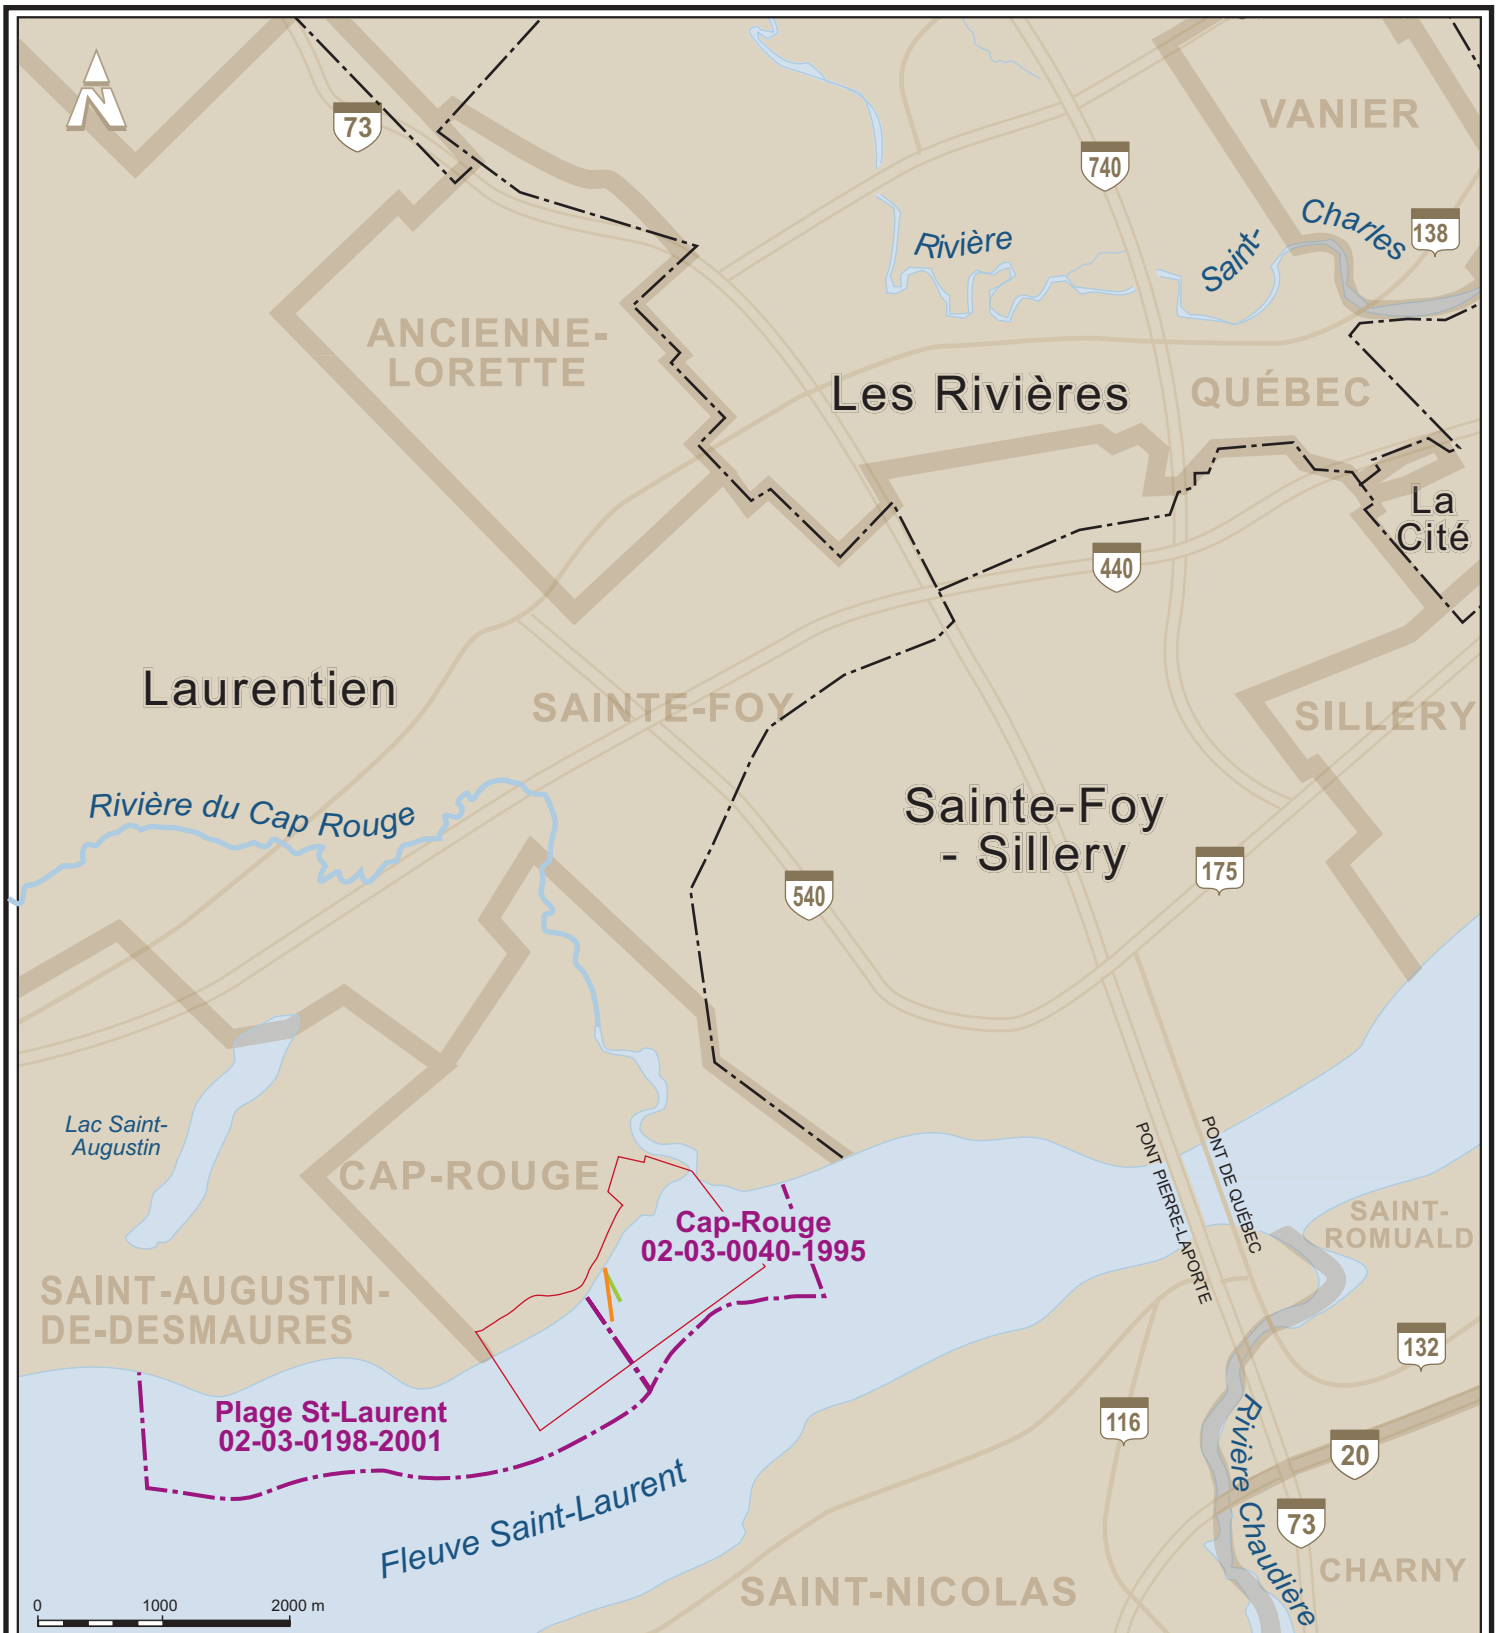 N
73
740
VANIER
Rivière
Saint-
Charles
138
ANCIENNE-
LORETTE
Les Rivières
QUÉBEC
La
Cité
440
Laurentien
SAINTE-FOY
SILLERY
Rivière du Cap Rouge
Sainte-Foy
- Sillery
540
175
Lac Saint-
Augustin
CAP-ROUGE
PONT PIERRE-LAPORTE
PONT DE QUÉBEC
SAINT-
ROMUALD
Cap-Rouge
02-03-0040-1995
SAINT-AUGUSTIN-
DE-DESMAURES
132
Plage St-Laurent
02-03-0198-2001
116
20
Rivière Chaudière
Fleuve Saint-Laurent
73
CHARNY
SAINT-NICOLAS
0 1000 2000 m